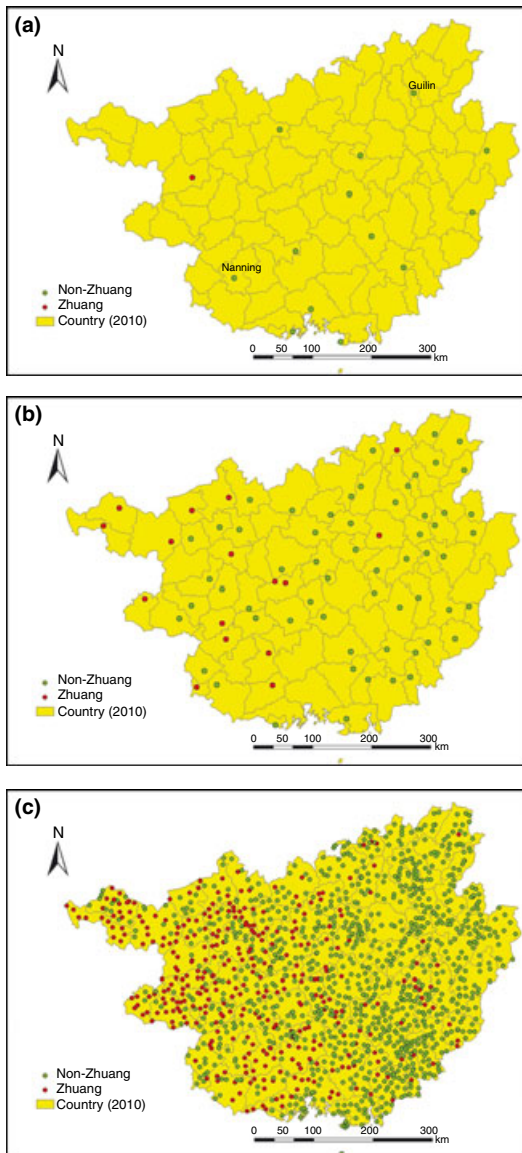 (a)
N
Guilin
Nanning
Non-Zhuang
Zhuang
Country (2010)
0 50 100 200 300
km
(b)
N
Non-Zhuang
Zhuang
Country (2010)
0 50 100 200 300
km
(c)
N
Non-Zhuang
Zhuang
Country (2010)
0 50 100 200 300
km